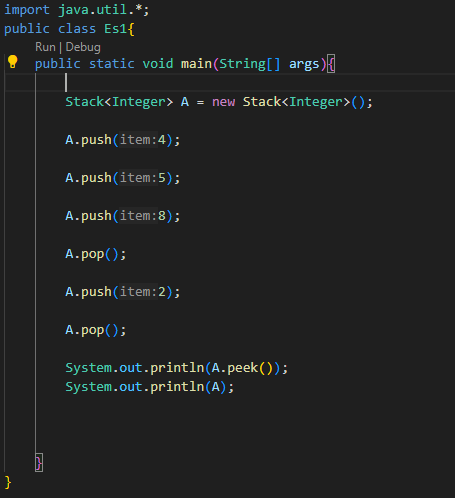 import java.util.*;
public class Es1{
Run | Debug
public static void main(String[] args){
Stack<Integer> A = new Stack<Integer>();
A.push(item:4);
A.push(item:5);
A.push(item:8);
A.pop();
A.push(item:2);
A.pop();
System.out.println(A.peek());
System.out.println(A);
}
}